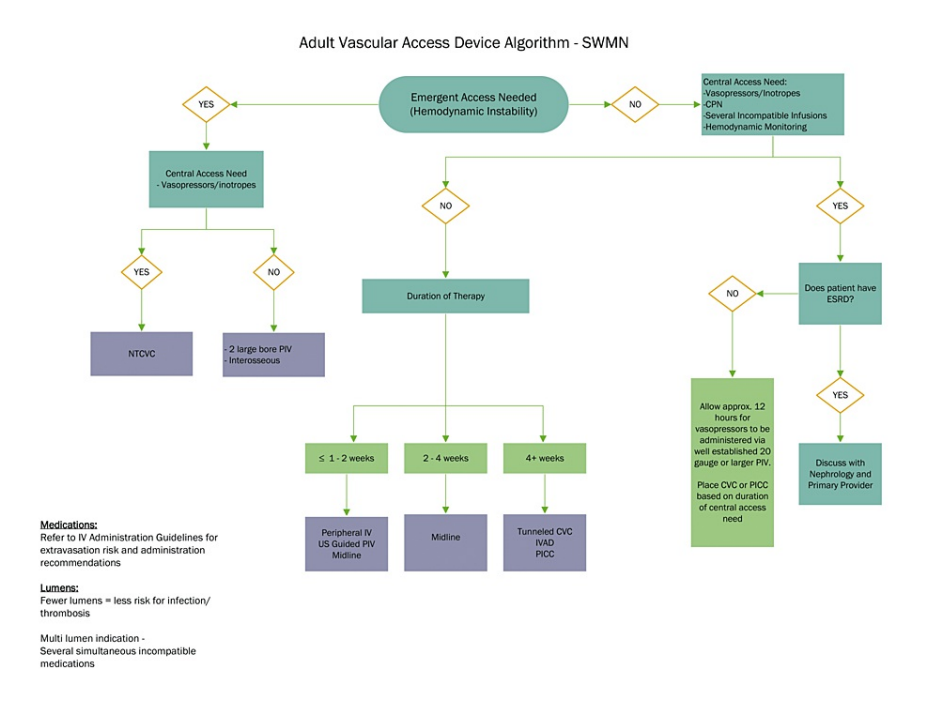 Adult Vascular Access Device Algorithm - SWMN
YES
Emergent Access Needed
(Hemodynamic Instability)
NO
Central Access Need:
-Vasopressors/Inotropes
-CPN
-Several Incompatible Infusions
-Hemodynamic Monitoring
Central Access Need
- Vasopressors/inotropes
NO
YES
YES
NO
Duration of Therapy
NO
Does patient have
ESRD?
NTCVC
- 2 large bore PIV
- Interosseous
YES
Allow approx. 12
hours for
vasopressors to be
administered via
well established 20
gauge or larger PIV.
Place CVC or PICC
based on duration
of central access
need
Discuss with
Nephrology and
Primary Provider
≤ 1 - 2 weeks
2 - 4 weeks
4+ weeks
Peripheral IV
US Guided PIV
Midline
Midline
Tunneled CVC
IVAD
PICC
Medications:
Refer to IV Administration Guidelines for
extravasation risk and administration
recommendations
Lumens:
Fewer lumens = less risk for infection/
thrombosis
Multi lumen indication -
Several simultaneous incompatible
medications